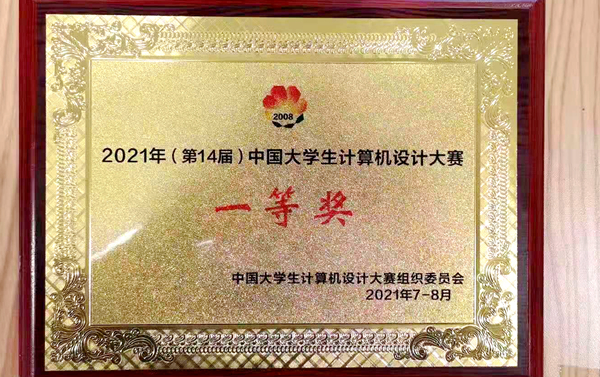 2008
2021年（第14届）中国大学生计算机设计大赛
一等奖
中国大学生计算机设计大赛组织委员会
2021年7-8月